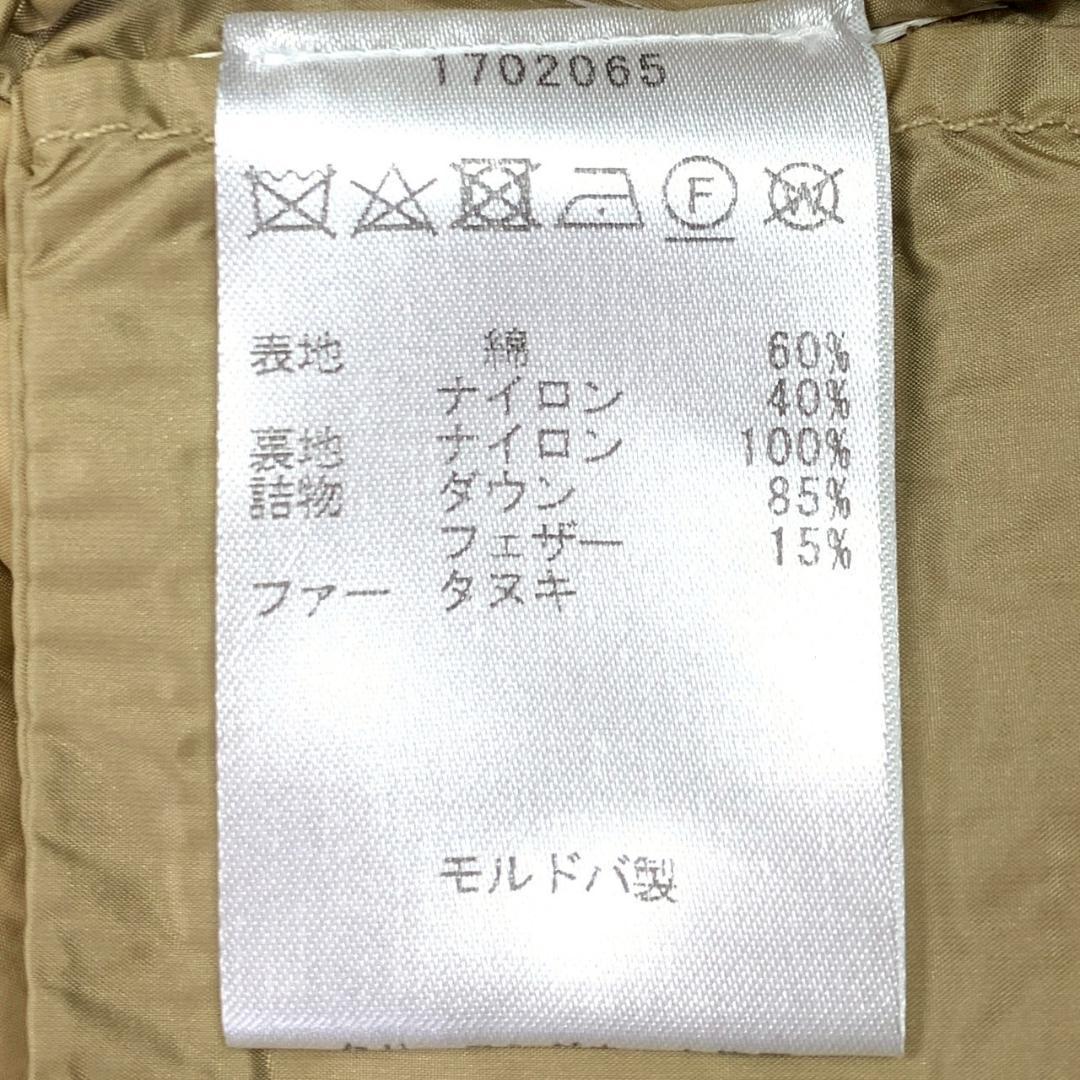 1702065
F W
表地 綿 60%
ナイロン 40%
裏地 ナイロン 100%
詰物 ダウン 85%
フェザー 15%
ファー タヌキ
モルドバ製